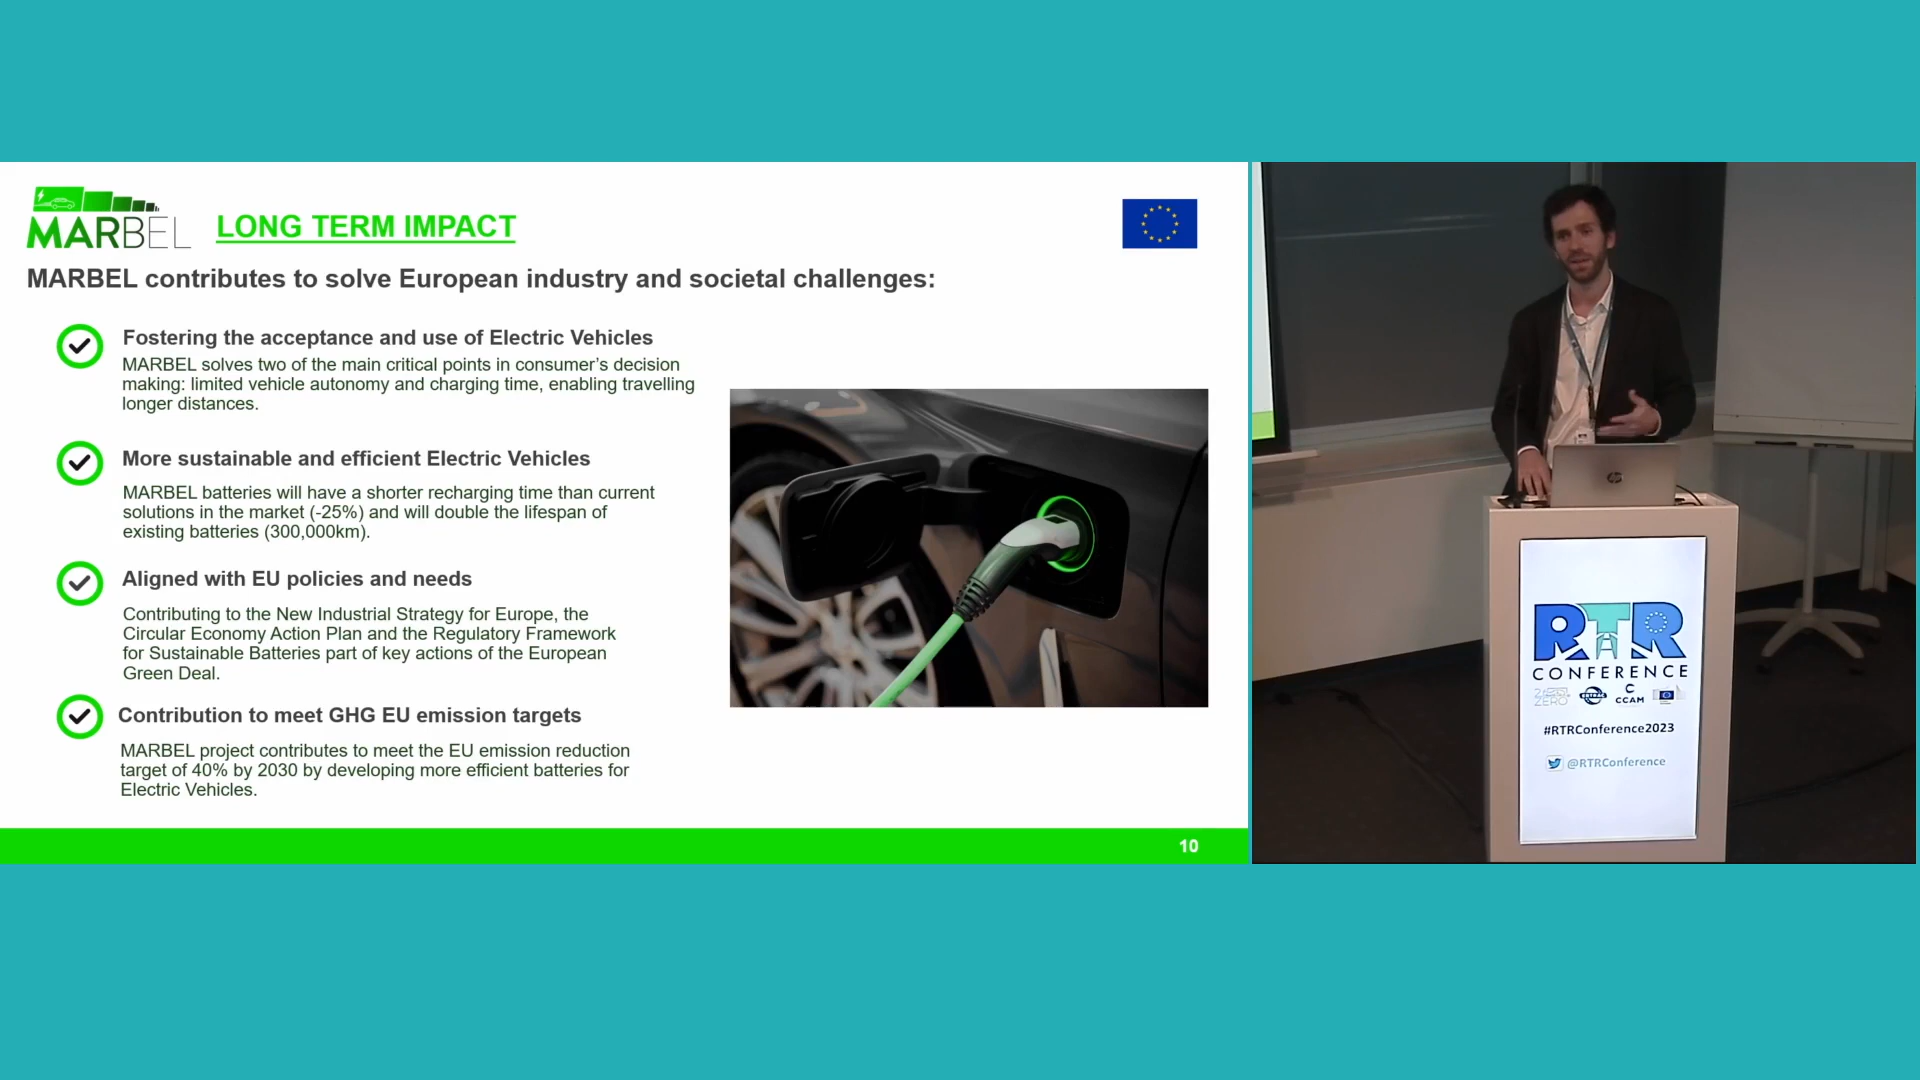 MARBEL
LONG TERM IMPACT
MARBEL contributes to solve European industry and societal challenges:
Fostering the acceptance and use of Electric Vehicles
MARBEL solves two of the main critical points in consumer’s decision
making: limited vehicle autonomy and charging time, enabling travelling
longer distances.
More sustainable and efficient Electric Vehicles
MARBEL batteries will have a shorter recharging time than current
solutions in the market (-25%) and will double the lifespan of
existing batteries (300,000km).
Aligned with EU policies and needs
Contributing to the New Industrial Strategy for Europe, the
Circular Economy Action Plan and the Regulatory Framework
for Sustainable Batteries part of key actions of the European
Green Deal.
Contribution to meet GHG EU emission targets
MARBEL project contributes to meet the EU emission reduction
target of 40% by 2030 by developing more efficient batteries for
Electric Vehicles.
10
hp
RTR
CONFERENCE
2ZERO
ERTRAC
CCAM
#RTRConference2023
@RTRConference